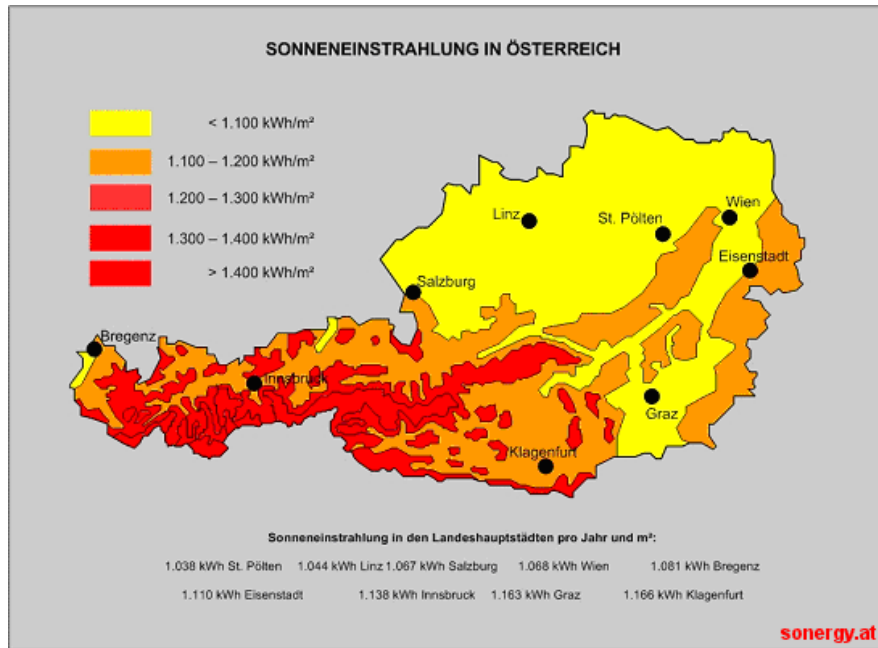 SONNENEINSTRAHLUNG IN ÖSTERREICH
< 1.100 kWh/m²
1.100 – 1.200 kWh/m²
1.200 – 1.300 kWh/m²
1.300 – 1.400 kWh/m²
> 1.400 kWh/m²
Linz
St. Pölten
Wien
Eisenstadt
Salzburg
Bregenz
Innsbruck
Graz
Klagenfurt
Sonneneinstrahlung in den Landeshauptstädten pro Jahr und m²:
1.038 kWh St. Pölten 1.044 kWh Linz 1.067 kWh Salzburg 1.068 kWh Wien 1.081 kWh Bregenz
1.110 kWh Eisenstadt 1.138 kWh Innsbruck 1.163 kWh Graz 1.166 kWh Klagenfurt
sonergy.at